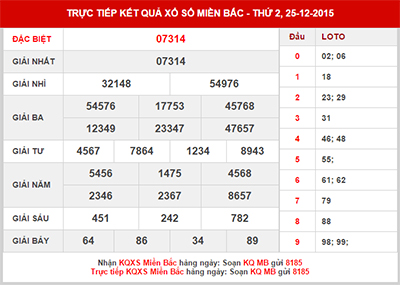 TRỰC TIẾP KẾT QUẢ XỔ SỐ MIỀN BẮC - THỨ 2, 25-12-2015
ĐẶC BIỆT 07314
GIẢI NHẤT 07314
GIẢI NHÌ 32148 54976
GIẢI BA 54576 17753 45768
12349 23347 47657
GIẢI TƯ 4567 7864 1234 8943
GIẢI NĂM 5456 1475 4568
2346 2367 8657
GIẢI SÁU 451 242 782
GIẢI BẢY 64 86 34 89
Đầu LOTO
0 02; 06
1 18
2 23; 29
3 31
4 46; 48
5 55;
6 61; 62
7 79
8 88
9 98; 99;
Nhận KQXS Miền Bắc hàng ngày: Soạn KQ MB gửi 8185
Trực tiếp KQXS Miền Bắc hàng ngày: Soạn KQ MB gửi 8185